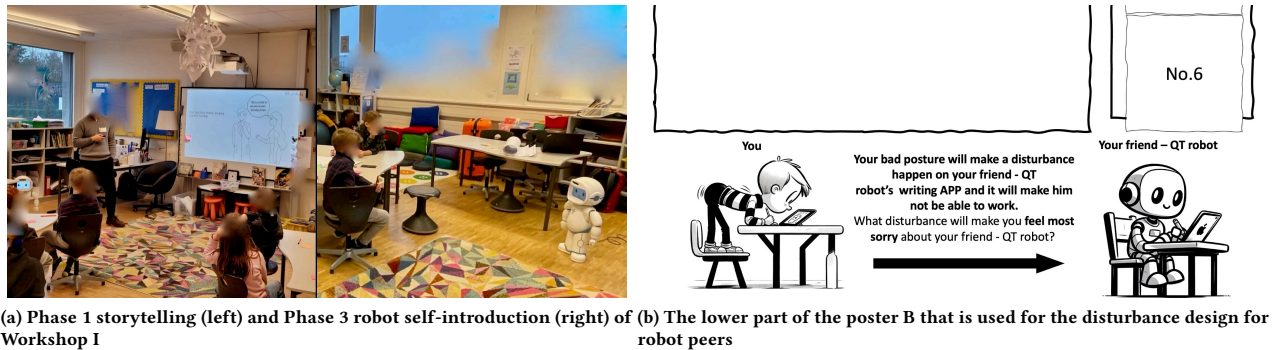 No.6
You
Your friend – QT robot
Your bad posture will make a disturbance
happen on your friend - QT
robot's writing APP and it will make him
not be able to work.
What disturbance will make you feel most
sorry about your friend - QT robot?
(a) Phase 1 storytelling (left) and Phase 3 robot self-introduction (right) of
Workshop I
(b) The lower part of the poster B that is used for the disturbance design for
robot peers